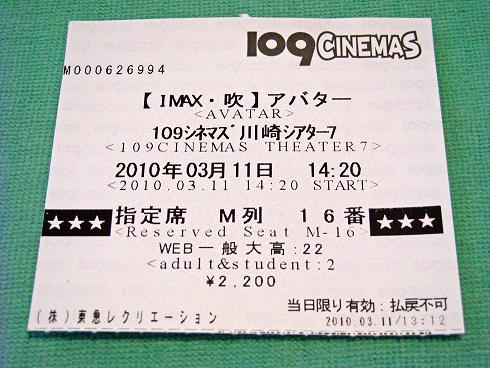 109 CINEMAS
M000626994
【IMAX・吹】アバター
<AVATAR>
109シネマズ川崎シアター7
<109CINEMAS THEATER7>
2010年03月11日 14:20
<2010.03.11 14:20 START>
★★★ 指定席 M列 16番 ★★★
<Reserved Seat M-16>
WEB一般大高:22
<adult&student:2
¥2,200
当日限り有効:払戻不可
(株)東急レクリエーション 2010.03.11/13:12